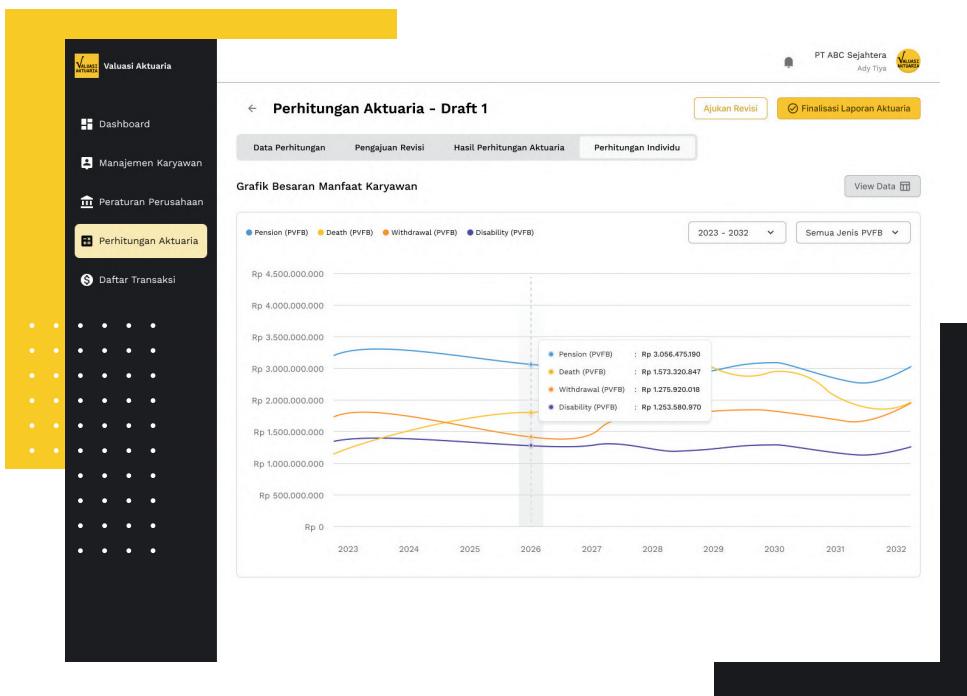 VALUASI AKTUARIA
Valuasi Aktuaria
PT ABC Sejahtera
Ady Tiya
VALUASI AKTUARIA
Dashboard
Manajemen Karyawan
Peraturan Perusahaan
Perhitungan Aktuaria
Daftar Transaksi
← Perhitungan Aktuaria - Draft 1
Ajukan Revisi
Finalisasi Laporan Aktuaria
Data Perhitungan
Pengajuan Revisi
Hasil Perhitungan Aktuaria
Perhitungan Individu
Grafik Besaran Manfaat Karyawan
View Data
Pension (PVFB) Death (PVFB) Withdrawal (PVFB) Disability (PVFB)
2023 - 2032
Semua Jenis PVFB
Rp 4.500.000.000
Rp 4.000.000.000
Rp 3.500.000.000
Rp 3.000.000.000
Rp 2.000.000.000
Rp 1.500.000.000
Rp 1.000.000.000
Rp 500.000.000
Rp 0
Pension (PVFB) : Rp 3.056.475.190
Death (PVFB) : Rp 1.573.320.847
Withdrawal (PVFB) : Rp 1.275.920.018
Disability (PVFB) : Rp 1.253.580.970
2023 2024 2025 2026 2027 2028 2029 2030 2031 2032